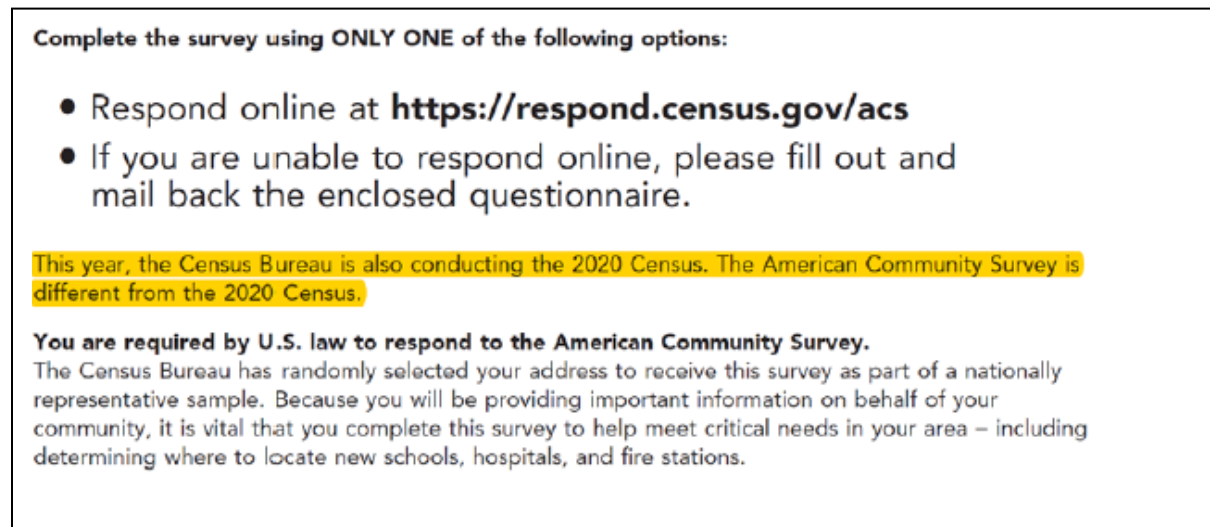 Complete the survey using ONLY ONE of the following options:
• Respond online at https://respond.census.gov/acs
• If you are unable to respond online, please fill out and
mail back the enclosed questionnaire.
This year, the Census Bureau is also conducting the 2020 Census. The American Community Survey is
different from the 2020 Census.
You are required by U.S. law to respond to the American Community Survey.
The Census Bureau has randomly selected your address to receive this survey as part of a nationally
representative sample. Because you will be providing important information on behalf of your
community, it is vital that you complete this survey to help meet critical needs in your area – including
determining where to locate new schools, hospitals, and fire stations.